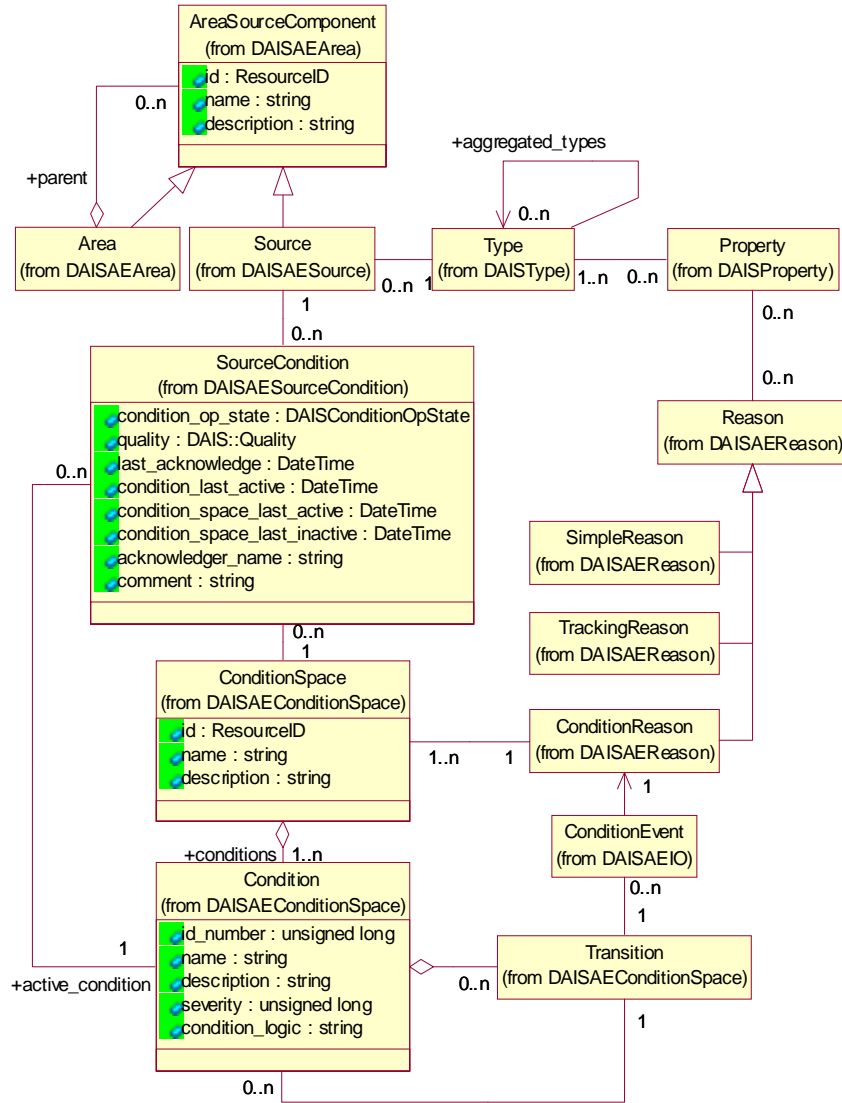 AreaSourceComponent
(from DAISAEArea)
id : ResourceID
name : string
description : string
0..n
+parent
+aggregated_types
0..n
Area
(from DAISAEArea)
Source
(from DAISAESource)
0..n
1
Type
(from DAISType)
1..n
0..n
Property
(from DAISProperty)
1
0..n
0..n
0..n
SourceCondition
(from DAISAESourceCondition)
condition_op_state : DAISConditionOpState
quality : DAIS::Quality
last_acknowledge : DateTime
condition_last_active : DateTime
condition_space_last_active : DateTime
condition_space_last_inactive : DateTime
acknowledger_name : string
comment : string
0..n
Reason
(from DAISAEReason)
SimpleReason
(from DAISAEReason)
TrackingReason
(from DAISAEReason)
0..n
1
ConditionSpace
(from DAISAEConditionSpace)
id : ResourceID
name : string
description : string
1..n
1
ConditionReason
(from DAISAEReason)
1
ConditionEvent
(from DAISAEIO)
0..n
1
+conditions
1..n
Condition
(from DAISAEConditionSpace)
id_number : unsigned long
name : string
description : string
severity : unsigned long
condition_logic : string
1
+active_condition
0..n
Transition
(from DAISAEConditionSpace)
1
0..n